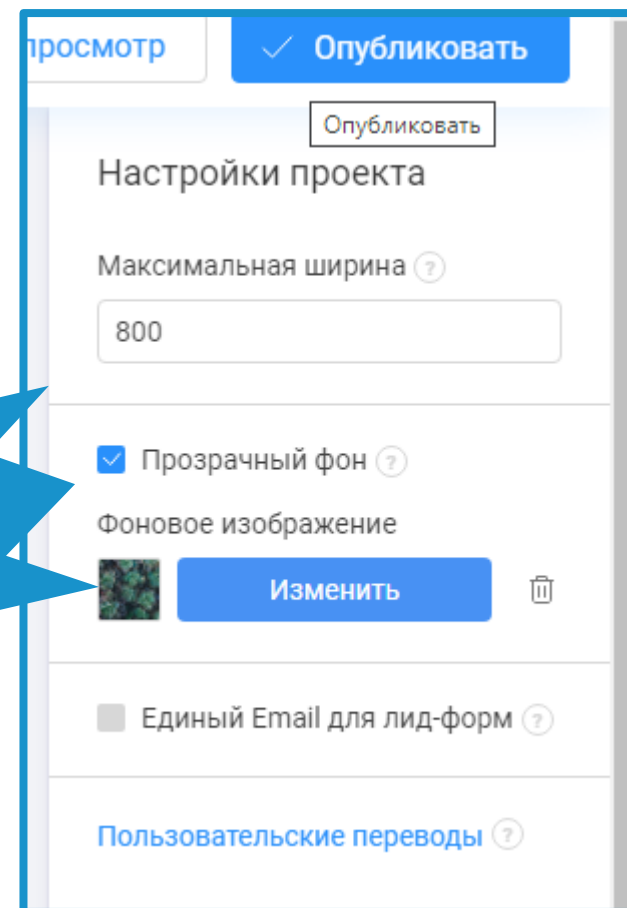 просмотр
Опубликовать
Опубликовать
Настройки проекта
Максимальная ширина ?
800
Прозрачный фон ?
Фоновое изображение
Изменить
Единый Email для лид-форм ?
Пользовательские переводы ?